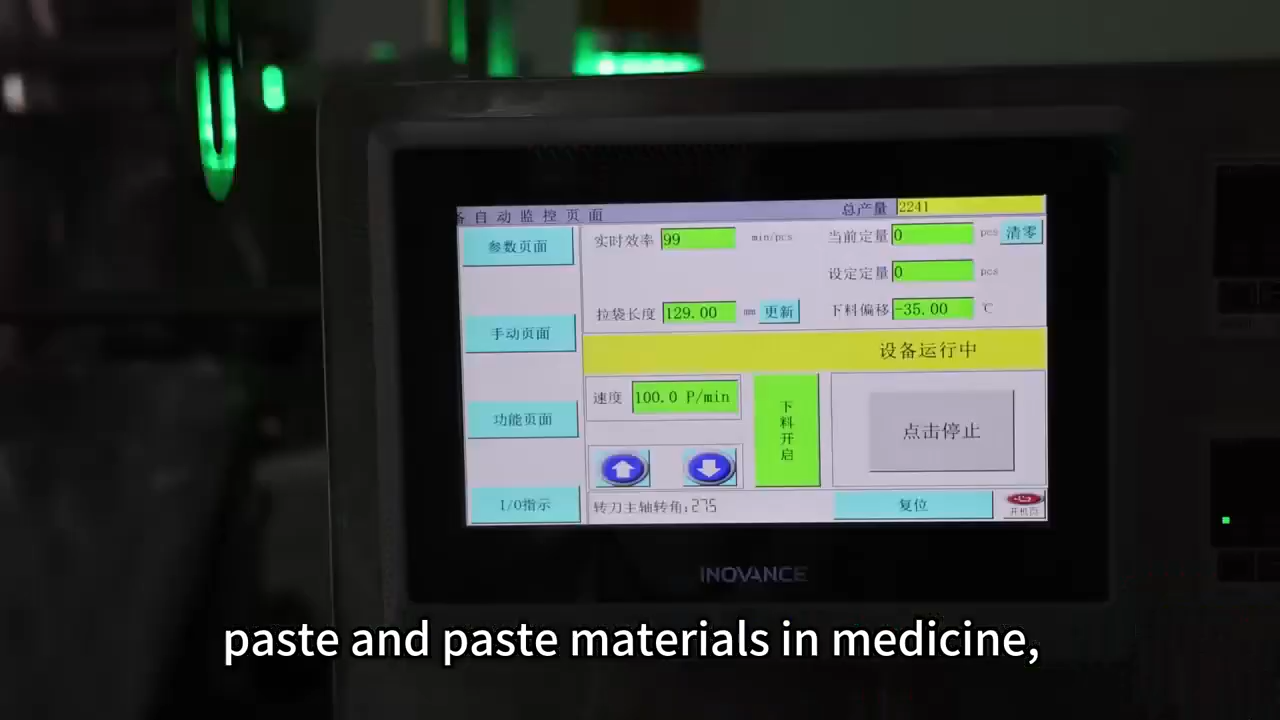 备自动监控页面
总产量 2241
参数页面
实时效率 99 min/pcs
当前定量 0 pcs 清零
设定定量 0 pcs
手动页面
拉袋长度 129.00 mm 更新
下料偏移 -35.00 ℃
设备运行中
功能页面
速度 100.0 P/min
下料开启
点击停止
I/O指示
转刀主轴转角:275
复位
INOVANCE
paste and paste materials in medicine,